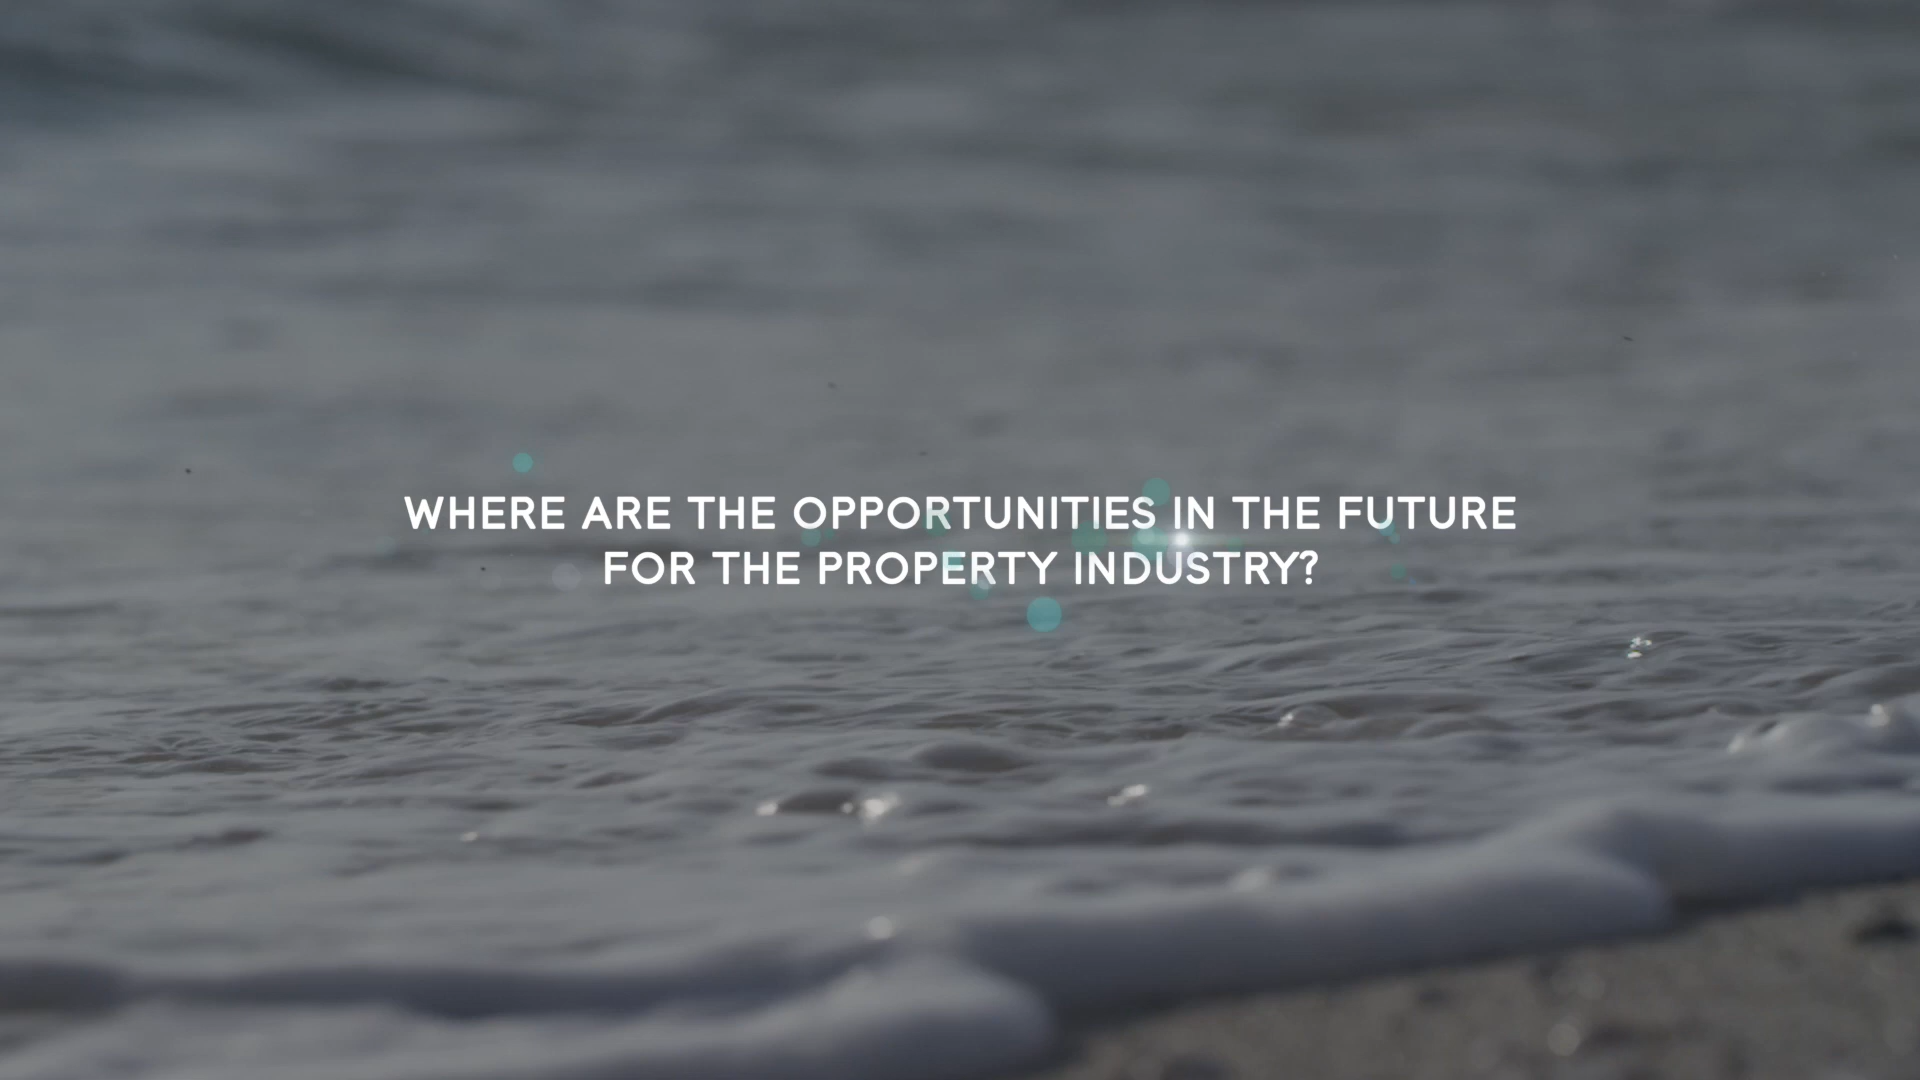 WHERE ARE THE OPPORTUNITIES IN THE FUTURE
FOR THE PROPERTY INDUSTRY?